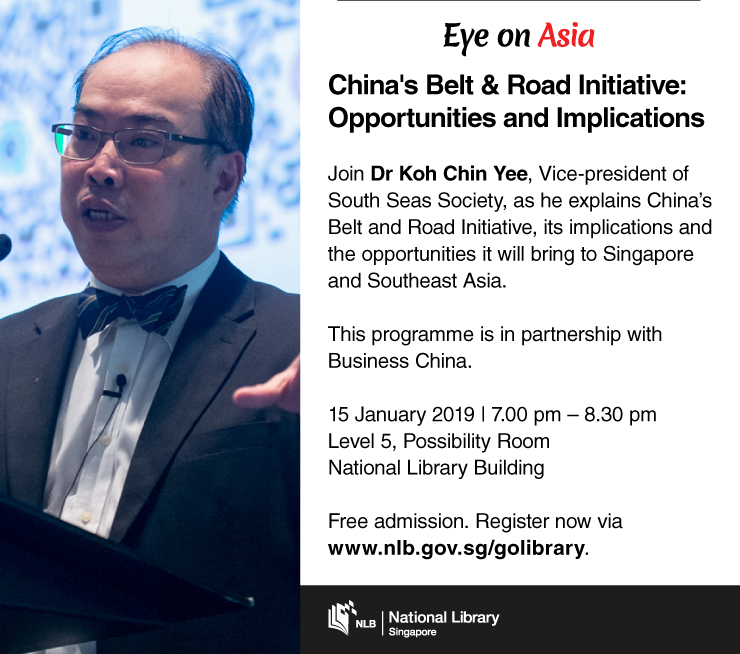 Eye on Asia
China's Belt & Road Initiative:
Opportunities and Implications
Join Dr Koh Chin Yee, Vice-president of
South Seas Society, as he explains China’s
Belt and Road Initiative, its implications and
the opportunities it will bring to Singapore
and Southeast Asia.
This programme is in partnership with
Business China.
15 January 2019 | 7.00 pm – 8.30 pm
Level 5, Possibility Room
National Library Building
Free admission. Register now via
www.nlb.gov.sg/golibrary.
NLB | National Library
Singapore